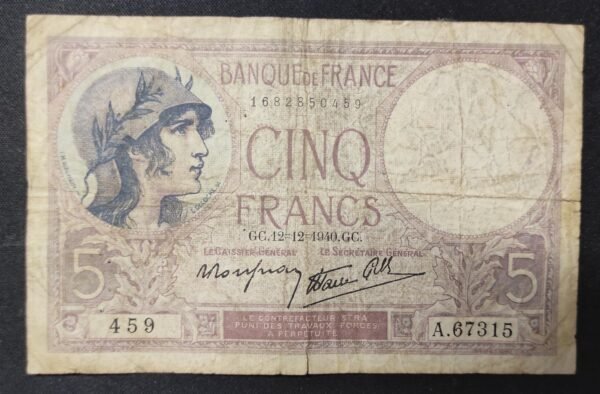 BANQUE DE FRANCE
1682850459
CINQ
FRANCS
GC.12-12-1940.GC.
LE CAISSIER GÉNÉRAL LE SECRÉTAIRE GÉNÉRAL
5 5
459 A.67315
LE CONTREFACTEUR SERA
PUNI DES TRAVAUX FORCÉS
À PERPÉTUITÉ